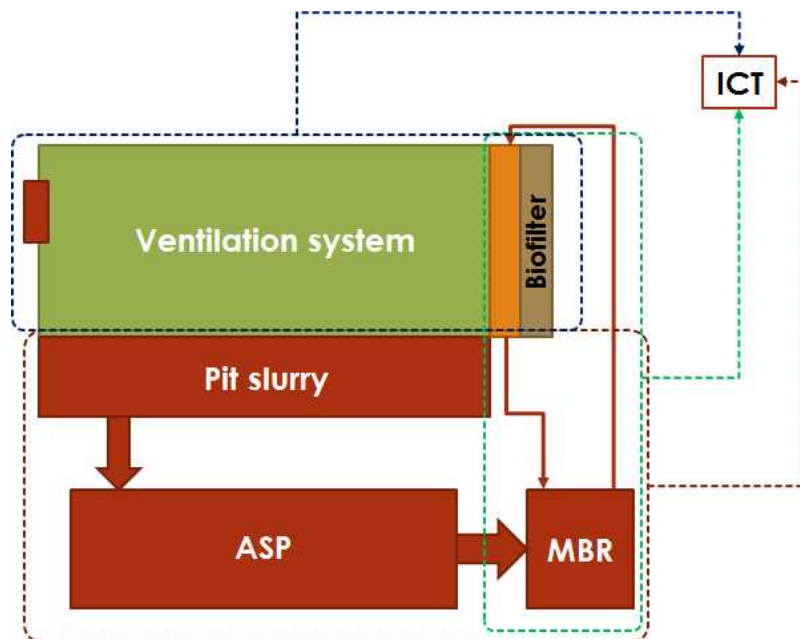 ICT
Ventilation system
Biofilter
Pit slurry
ASP
MBR